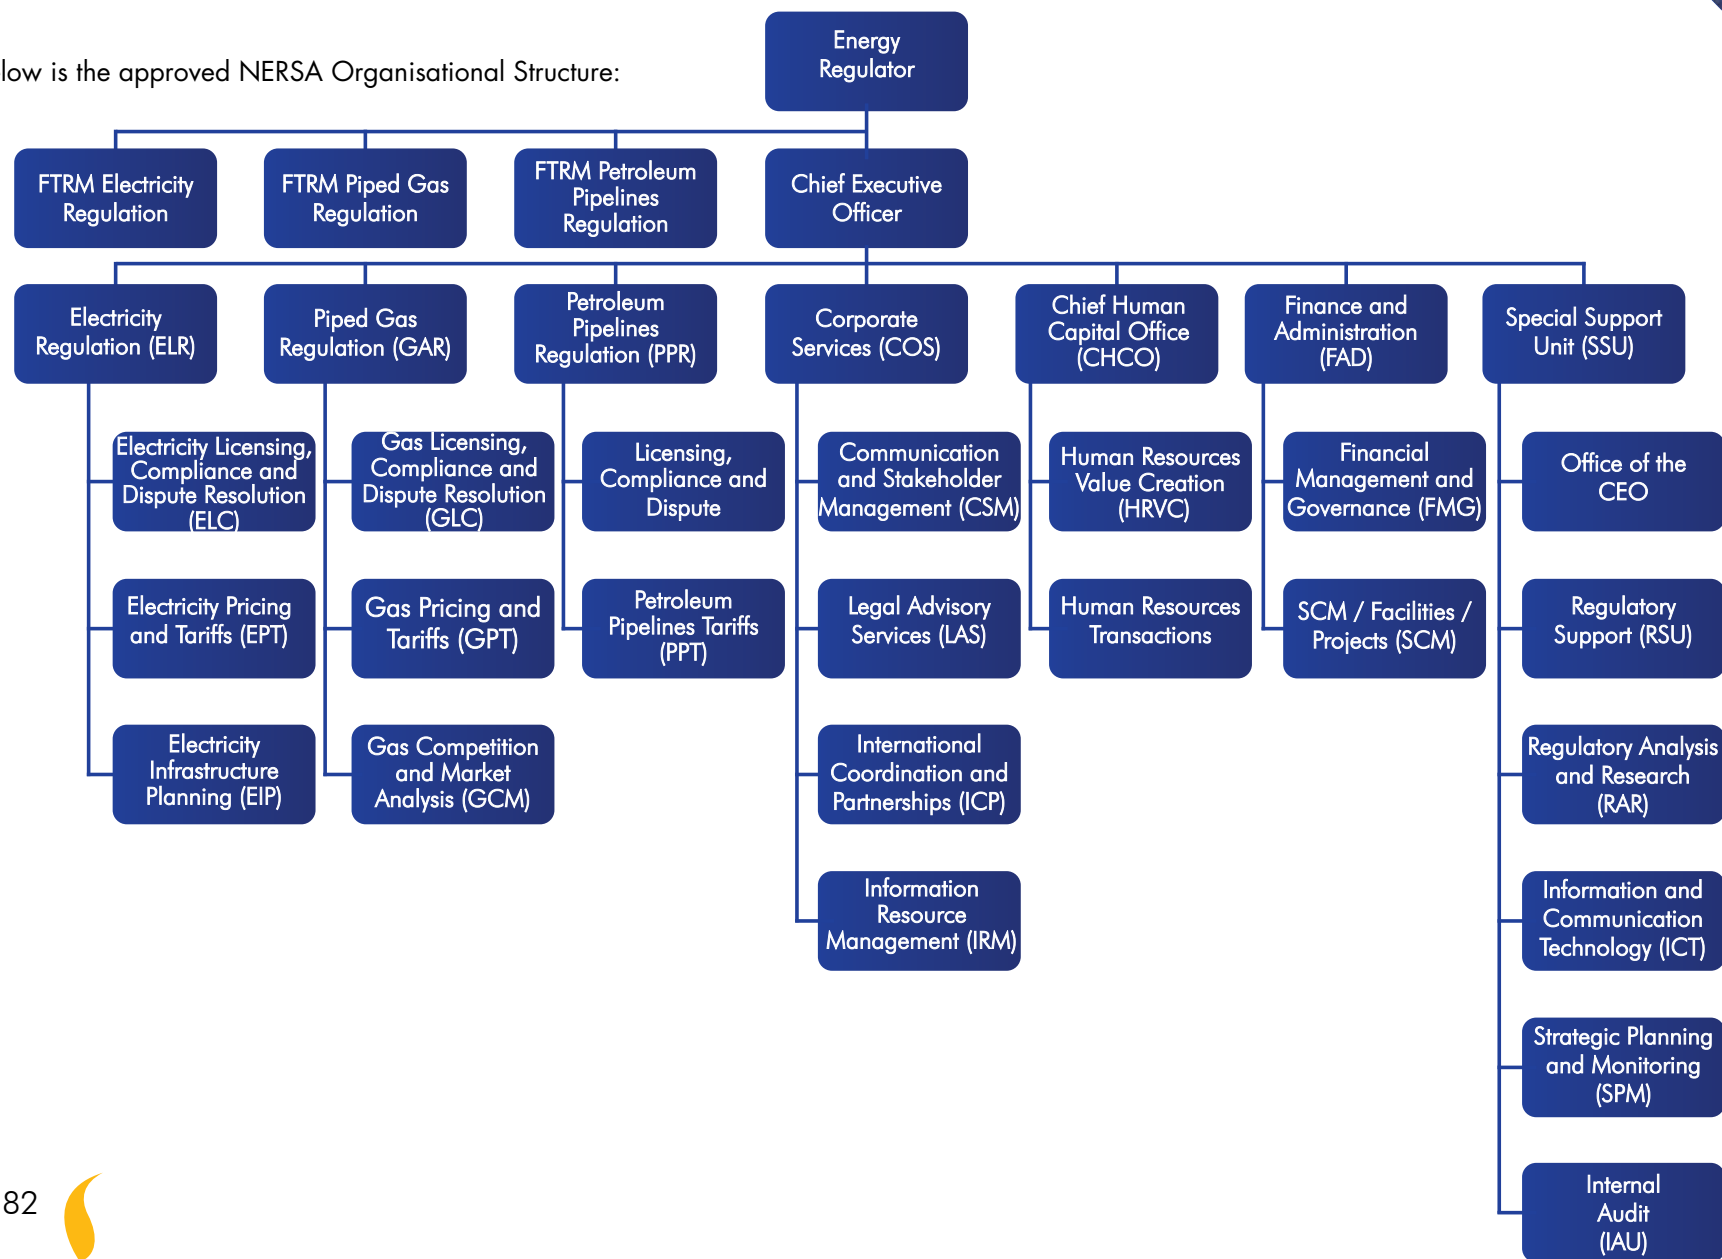 Energy
Regulator
low is the approved NERSA Organisational Structure:
FTRM Electricity
Regulation
FTRM Piped Gas
Regulation
FTRM Petroleum
Pipelines
Regulation
Chief Executive
Officer
Electricity
Regulation (ELR)
Piped Gas
Regulation (GAR)
Petroleum
Pipelines
Regulation (PPR)
Corporate
Services (COS)
Chief Human
Capital Office
(CHCO)
Finance and
Administration
(FAD)
Special Support
Unit (SSU)
Electricity Licensing,
Compliance and
Dispute Resolution
(ELC)
Gas Licensing,
Compliance and
Dispute Resolution
(GLC)
Licensing,
Compliance and
Dispute
Communication
and Stakeholder
Management (CSM)
Human Resources
Value Creation
(HRVC)
Financial
Management and
Governance (FMG)
Office of the
CEO
Electricity Pricing
and Tariffs (EPT)
Gas Pricing and
Tariffs (GPT)
Petroleum
Pipelines Tariffs
(PPT)
Legal Advisory
Services (LAS)
Human Resources
Transactions
SCM / Facilities /
Projects (SCM)
Regulatory
Support (RSU)
Electricity
Infrastructure
Planning (EIP)
Gas Competition
and Market
Analysis (GCM)
International
Coordination and
Partnerships (ICP)
Regulatory Analysis
and Research
(RAR)
Information
Resource
Management (IRM)
Information and
Communication
Technology (ICT)
Strategic Planning
and Monitoring
(SPM)
Internal
Audit
(IAU)
82